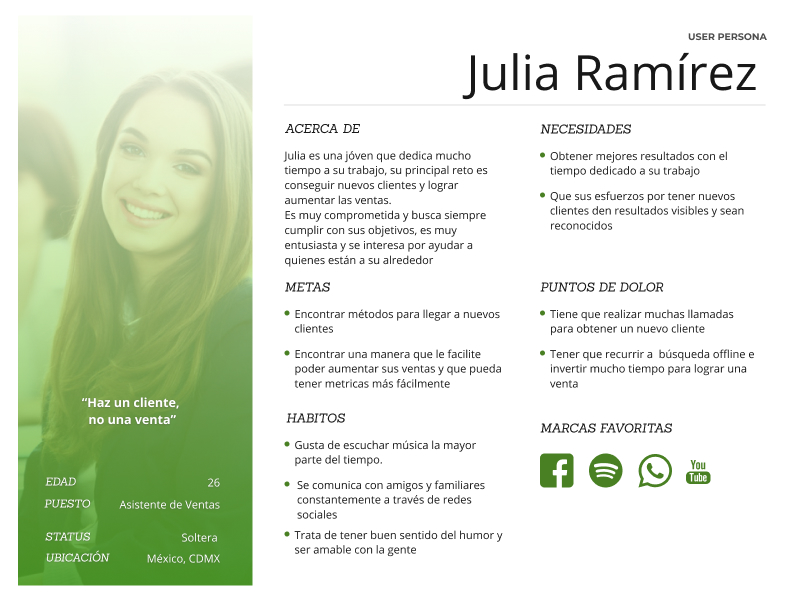 USER PERSONA
Julia Ramírez
ACERCA DE
Julia es una jóven que dedica mucho
tiempo a su trabajo, su principal reto es
conseguir nuevos clientes y lograr
aumentar las ventas.
Es muy comprometida y busca siempre
cumplir con sus objetivos, es muy
entusiasta y se interesa por ayudar a
quienes están a su alrededor
METAS
Encontrar métodos para llegar a nuevos
clientes
Encontrar una manera que le facilite
poder aumentar sus ventas y que pueda
tener metricas más fácilmente
HABITOS
Gusta de escuchar música la mayor
parte del tiempo.
Se comunica con amigos y familiares
constantemente a través de redes
sociales
Trata de tener buen sentido del humor y
ser amable con la gente
NECESIDADES
Obtener mejores resultados con el
tiempo dedicado a su trabajo
Que sus esfuerzos por tener nuevos
clientes den resultados visibles y sean
reconocidos
PUNTOS DE DOLOR
Tiene que realizar muchas llamadas
para obtener un nuevo cliente
Tener que recurrir a búsqueda offline e
invertir mucho tiempo para lograr una
venta
MARCAS FAVORITAS
You
Tube
“Haz un cliente,
no una venta”
EDAD 26
PUESTO Asistente de Ventas
STATUS Soltera
UBICACIÓN México, CDMX